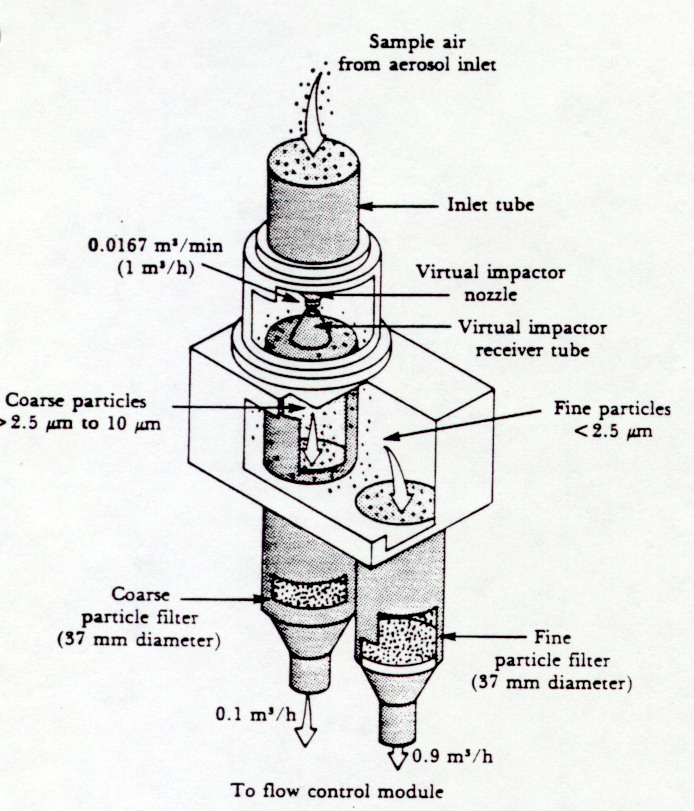 Sample air
from aerosol inlet
Inlet tube
0.0167 m³/min
(1 m³/h)
Virtual impactor
nozzle
Virtual impactor
receiver tube
Coarse particles
>2.5 μm to 10 μm
Fine particles
<2.5 μm
Coarse
particle filter
(37 mm diameter)
Fine
particle filter
(37 mm diameter)
0.1 m³/h
0.9 m³/h
To flow control module